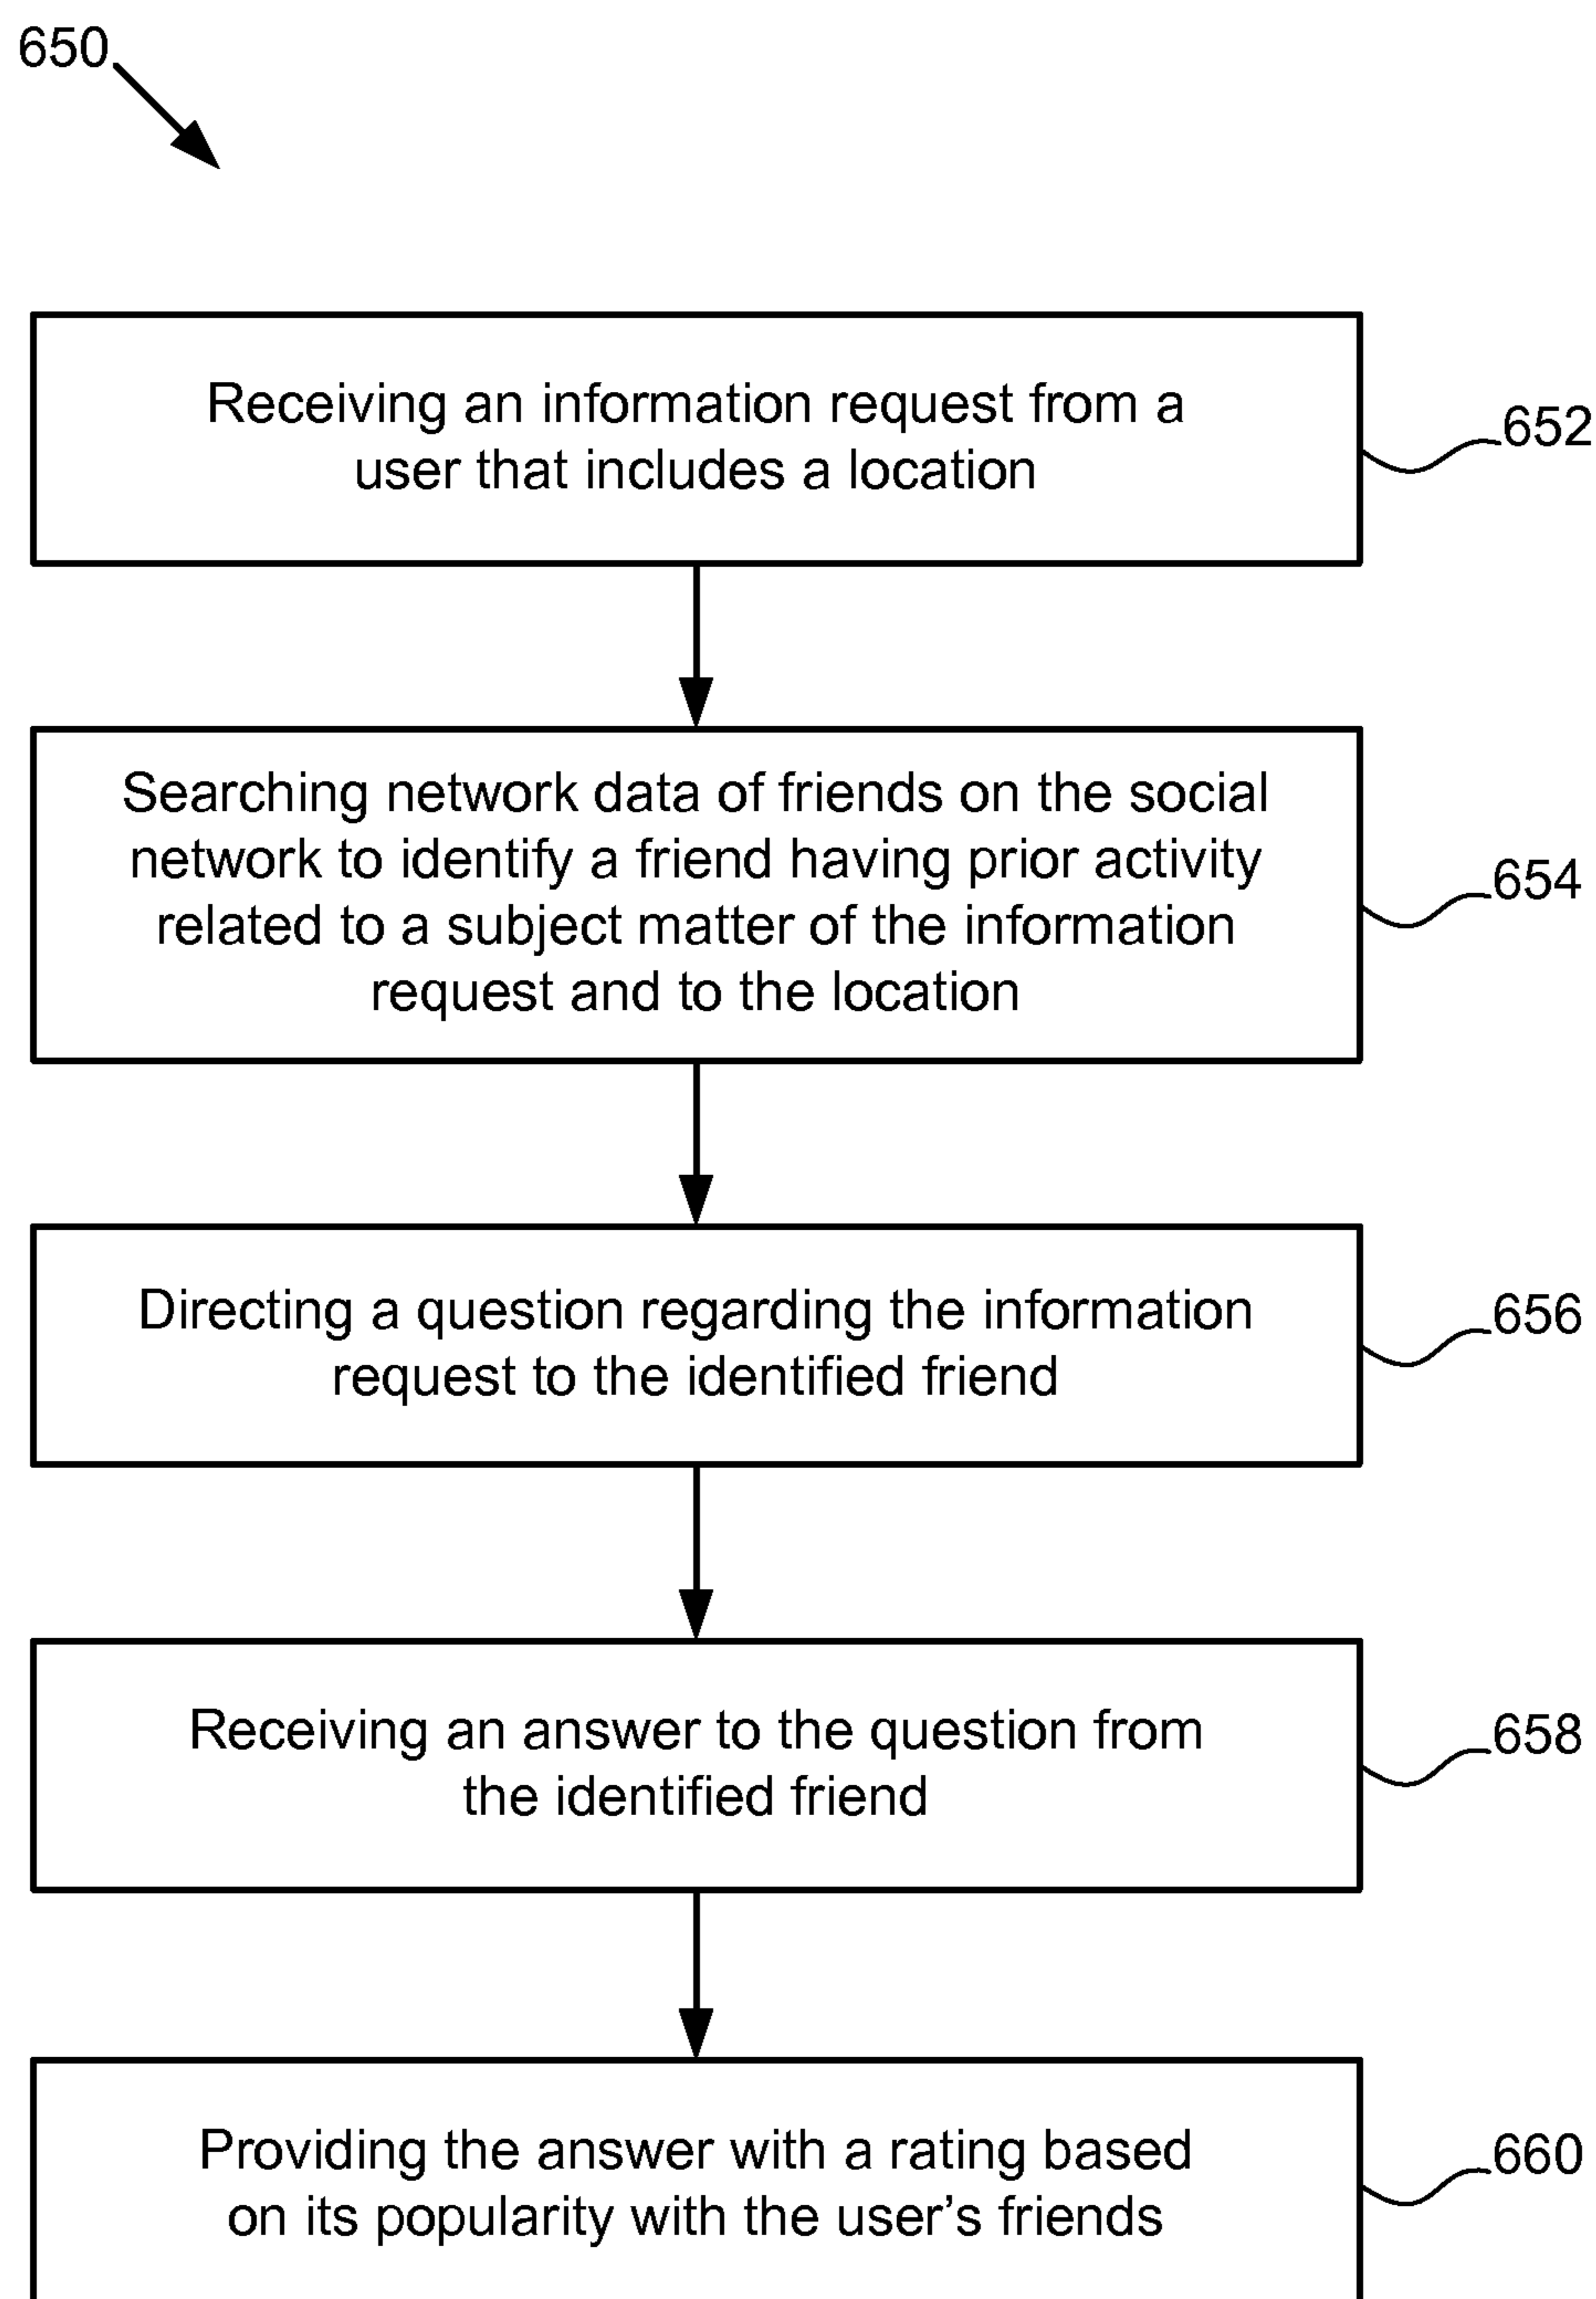 650
Receiving an information request from a
user that includes a location
652
Searching network data of friends on the social
network to identify a friend having prior activity
related to a subject matter of the information
request and to the location
654
Directing a question regarding the information
request to the identified friend
656
Receiving an answer to the question from
the identified friend
658
Providing the answer with a rating based
on its popularity with the user’s friends
660